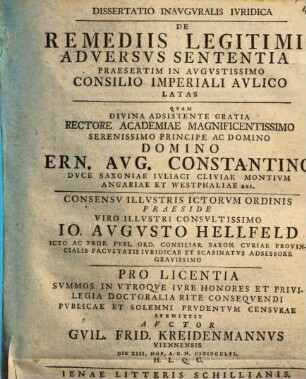 DISSERTATIO INAVGVRALIS IVRIDICA
DE
REMEDIIS LEGITIMI
ADVERSVS SENTENTIA
PRAESERTIM IN AVGVSTISSIMO
CONSILIO IMPERIALI AVLICO
LATAS
QVAM
DIVINA ADSISTENTE GRATIA
RECTORE ACADEMIAE MAGNIFICENTISSIMO
SERENISSIMO PRINCIPE AC DOMINO
DOMINO
ERN. AVG. CONSTANTINO
DVCE SAXONIAE IVLIACI CLIVIAE MONTIVM
ANGARIAE ET WESTPHALIAE REL.
CONSENSV ILLVSTRIS ICTORVM ORDINIS
PRAESIDE
VIRO ILLVSTRI CONSVLTISSIMO
IO. AVGVSTO HELLFELD
ICTO AC PROF. PVBL. ORD. CONSILIAR. SAXON. CVRIAE PROVIN-
CIALIS FACVLTATIS IVRIDICAE ET SCABINATVS ADSESSORE
GRAVISSIMO
PRO LICENTIA
SVMMOS IN VTROQVE IVRE HONORES ET PRIVI-
LEGIA DOCTORALIA RITE CONSEQVENDI
PVBLICAE ET SOLEMNI PRVDENTVM CENSVRAE
SVBMITTIT
AVCTOR
GVIL. FRID. KREIDENMANNVS
VIENNENSIS
H. L. Q. C.
IENAE LITTERIS SCHILLIANIS.